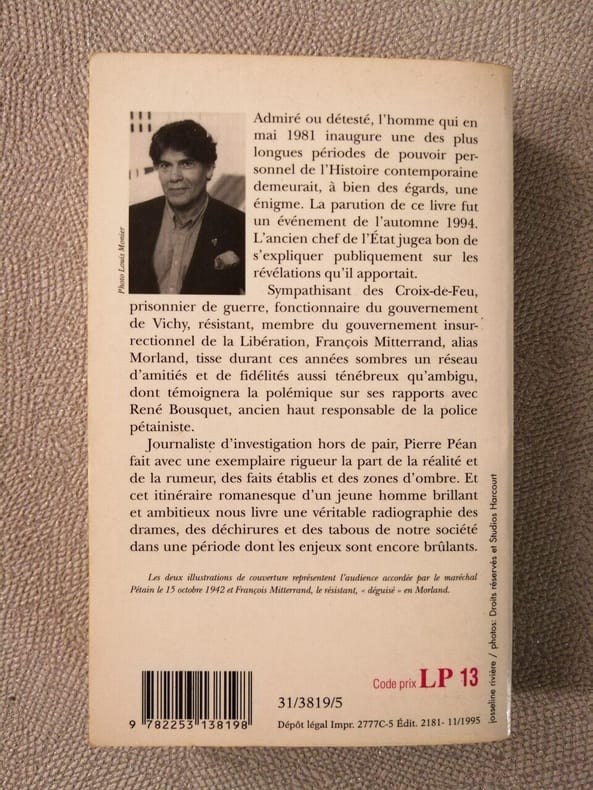 Admiré ou détesté, l'homme qui en
mai 1981 inaugure une des plus
longues périodes de pouvoir per-
sonnel de l'Histoire contemporaine
demeurait, à bien des égards, une
énigme. La parution de ce livre fut
un événement de l'automne 1994.
L'ancien chef de l'État jugea bon de
s'expliquer publiquement sur les
révélations qu'il apportait.
Photo Louis Monier
Sympathisant des Croix-de-Feu,
prisonnier de guerre, fonctionnaire du gouvernement
de Vichy, résistant, membre du gouvernement insur-
rectionnel de la Libération, François Mitterrand, alias
Morland, tisse durant ces années sombres un réseau
d'amitiés et de fidélités aussi ténébreux qu'ambigu,
dont témoignera la polémique sur ses rapports avec
René Bousquet, ancien haut responsable de la police
pétainiste.
Journaliste d'investigation hors de pair, Pierre Péan
fait avec une exemplaire rigueur la part de la réalité et
de la rumeur, des faits établis et des zones d'ombre. Et
cet itinéraire romanesque d'un jeune homme brillant
et ambitieux nous livre une véritable radiographie des
drames, des déchirures et des tabous de notre société
dans une période dont les enjeux sont encore brûlants.
Les deux illustrations de couverture représentent l'audience accordée par le maréchal
Pétain le 15 octobre 1942 et François Mitterrand, le résistant, « déguisé » en Morland.
josseline rivière / photos: Droits réservés et Studios Harcourt
Code prix LP 13
31/3819/5
9 782253 138198
Dépôt légal Impr. 2777C-5 Édit. 2181- 11/1995